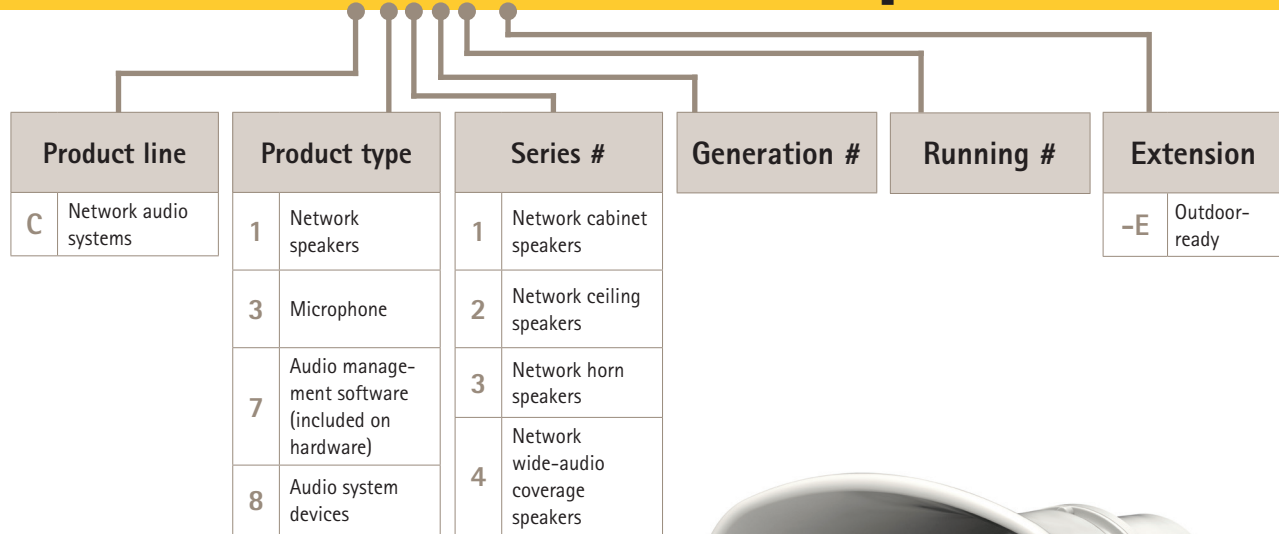 Product line
C
Network audio
systems
Product type
1
Network
speakers
3
Microphone
7
Audio manage-
ment software
(included on
hardware)
8
Audio system
devices
Series #
1
Network cabinet
speakers
2
Network ceiling
speakers
3
Network horn
speakers
4
Network
wide-audio
coverage
speakers
Generation #
Running #
Extension
-E
Outdoor-
ready